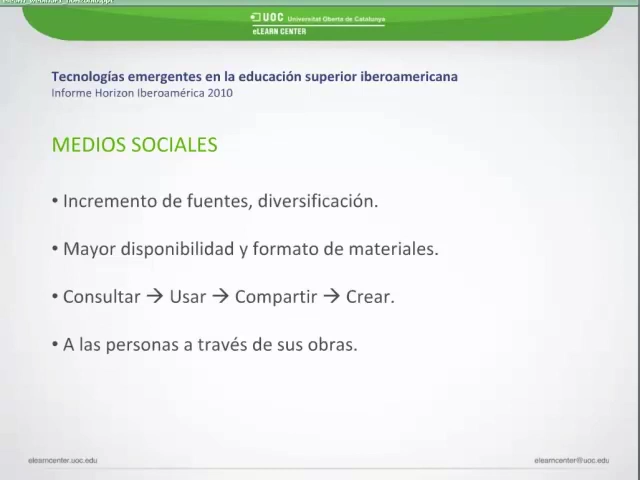 UOC Universitat Oberta de Catalunya
eLEARN CENTER
Tecnologías emergentes en la educación superior iberoamericana
Informe Horizon Iberoamérica 2010
MEDIOS SOCIALES
• Incremento de fuentes, diversificación.
• Mayor disponibilidad y formato de materiales.
• Consultar → Usar → Compartir → Crear.
• A las personas a través de sus obras.
elearncenter.uoc.edu
elearncenter@uoc.edu